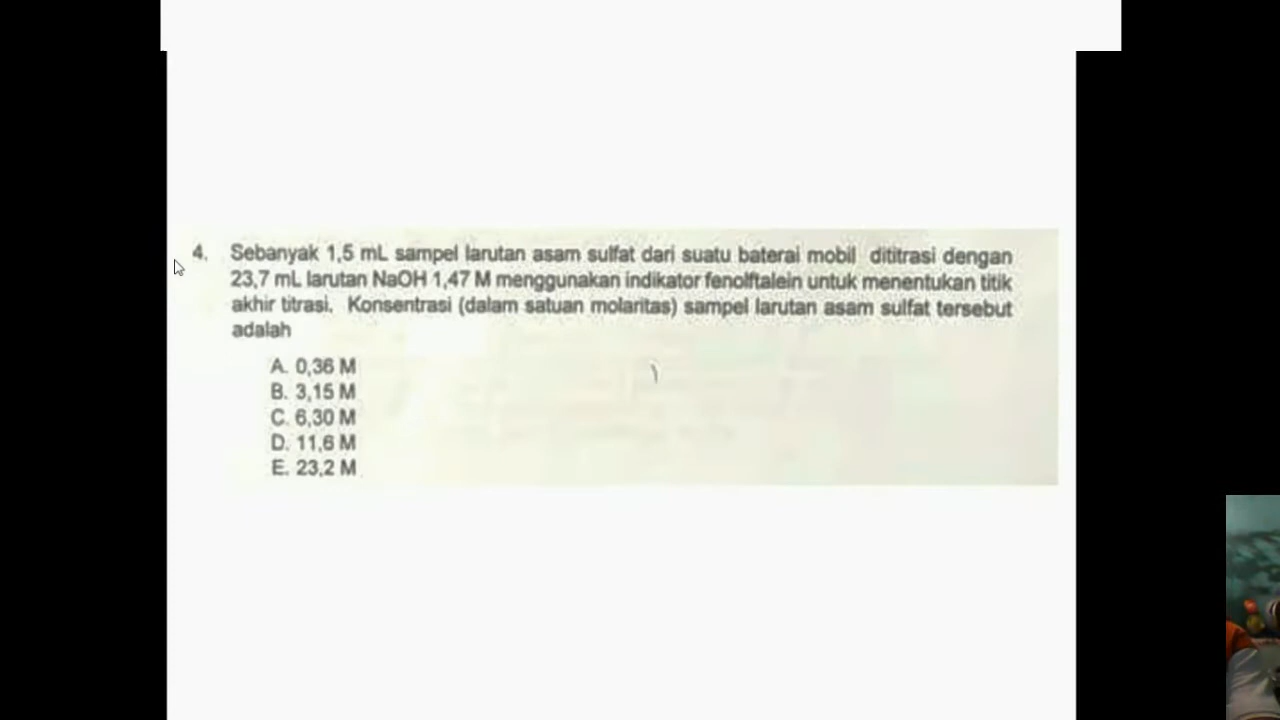 4. Sebanyak 1,5 mL sampel larutan asam sulfat dari suatu baterai mobil dititrasi dengan
23,7 mL larutan NaOH 1,47 M menggunakan indikator fenolftalein untuk menentukan titik
akhir titrasi. Konsentrasi (dalam satuan molaritas) sampel larutan asam sulfat tersebut
adalah
A. 0,36 M
B. 3,15 M
C. 6,30 M
D. 11,6 M
E. 23,2 M